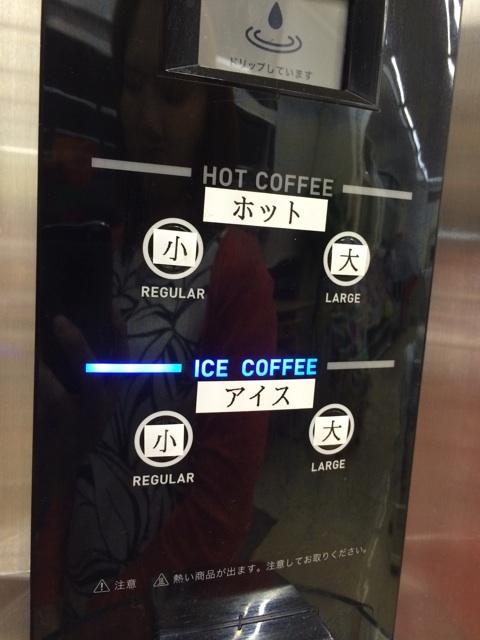 ドリップしています
HOT COFFEE
ホット
小 大
REGULAR LARGE
ICE COFFEE
アイス
小 大
REGULAR LARGE
注意 熱い商品が出ます。注意してお取りください。